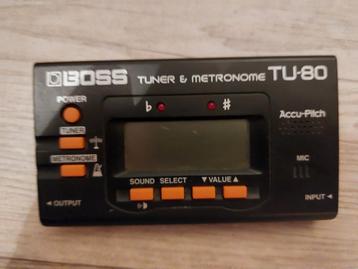 BOSS TUNER & METRONOME TU-80
POWER
♭ ♯
Accu-Pitch
TUNER
METRONOME
MIC
SOUND SELECT ▼ VALUE ▲
◄ OUTPUT
INPUT ◄